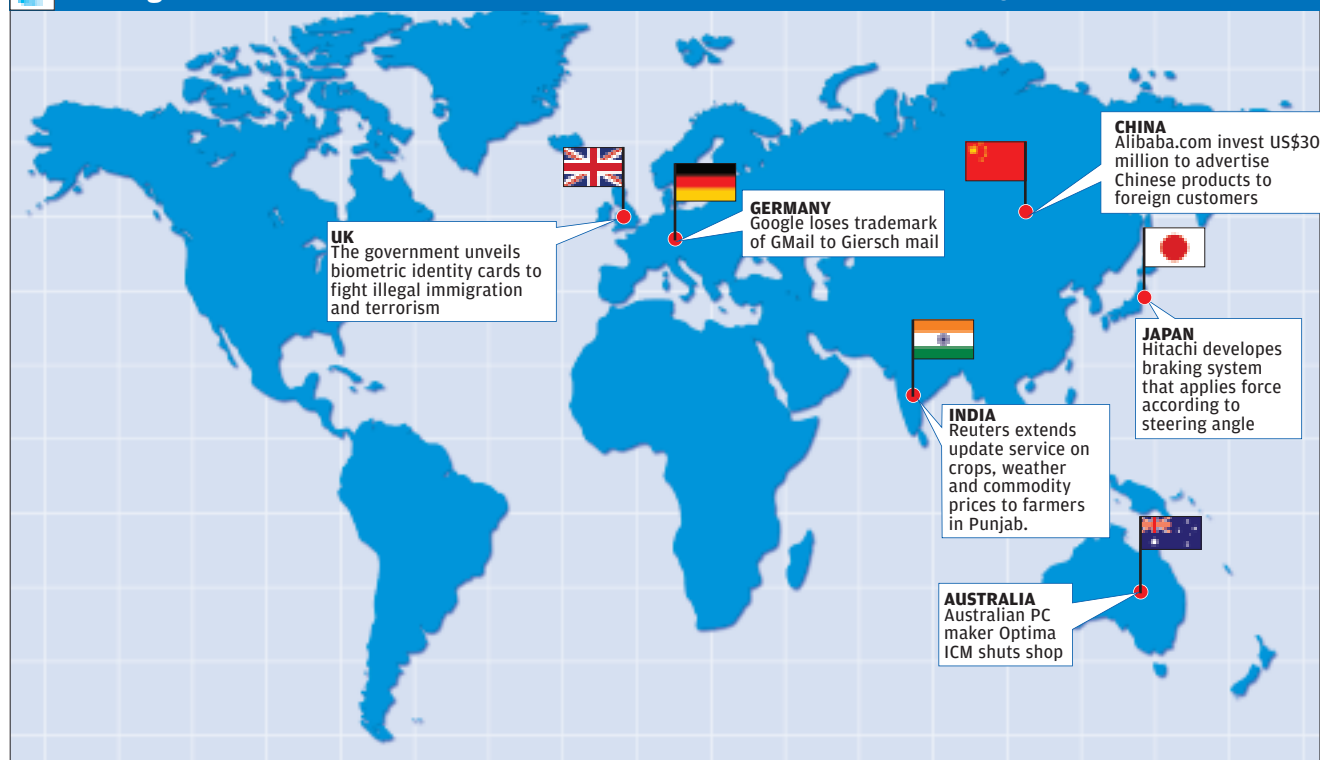 UK
The government unveils
biometric identity cards to
fight illegal immigration
and terrorism
GERMANY
Google loses trademark
of GMail to Giersch mail
CHINA
Alibaba.com invest US$30
million to advertise
Chinese products to
foreign customers
JAPAN
Hitachi developes
braking system
that applies force
according to
steering angle
INDIA
Reuters extends
update service on
crops, weather
and commodity
prices to farmers
in Punjab.
AUSTRALIA
Australian PC
maker Optima
ICM shuts shop